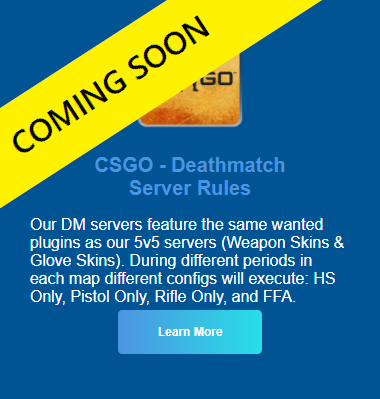 COMING SOON
GO
CSGO - Deathmatch
Server Rules
Our DM servers feature the same wanted
plugins as our 5v5 servers (Weapon Skins &
Glove Skins). During different periods in
each map different configs will execute: HS
Only, Pistol Only, Rifle Only, and FFA.
Learn More